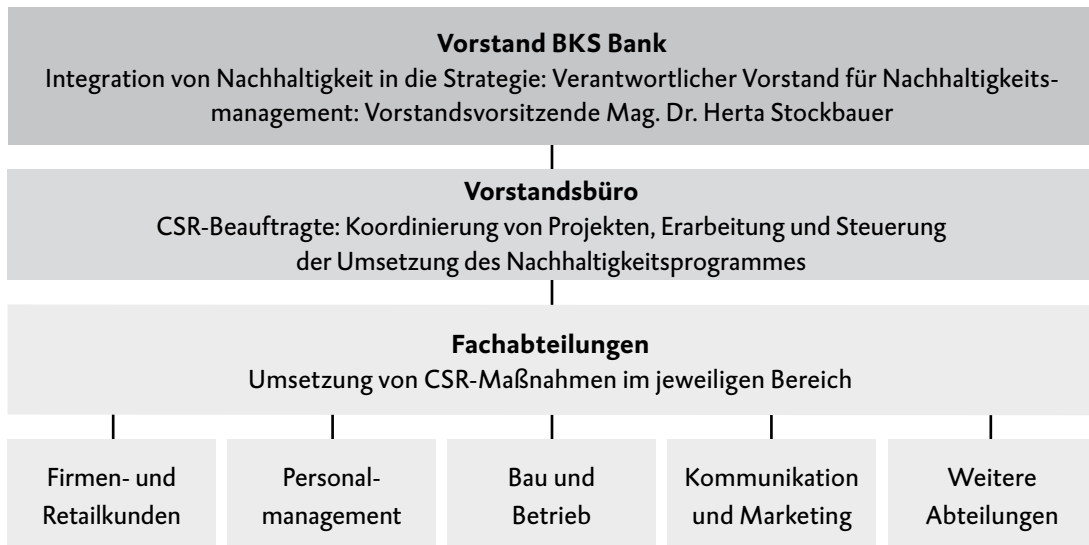 Vorstand BKS Bank
Integration von Nachhaltigkeit in die Strategie: Verantwortlicher Vorstand für Nachhaltigkeits-
management: Vorstandsvorsitzende Mag. Dr. Herta Stockbauer
Vorstandsbüro
CSR-Beauftragte: Koordinierung von Projekten, Erarbeitung und Steuerung
der Umsetzung des Nachhaltigkeitsprogrammes
Fachabteilungen
Umsetzung von CSR-Maßnahmen im jeweiligen Bereich
Firmen- und
Retailkunden
Personal-
management
Bau und
Betrieb
Kommunikation
und Marketing
Weitere
Abteilungen